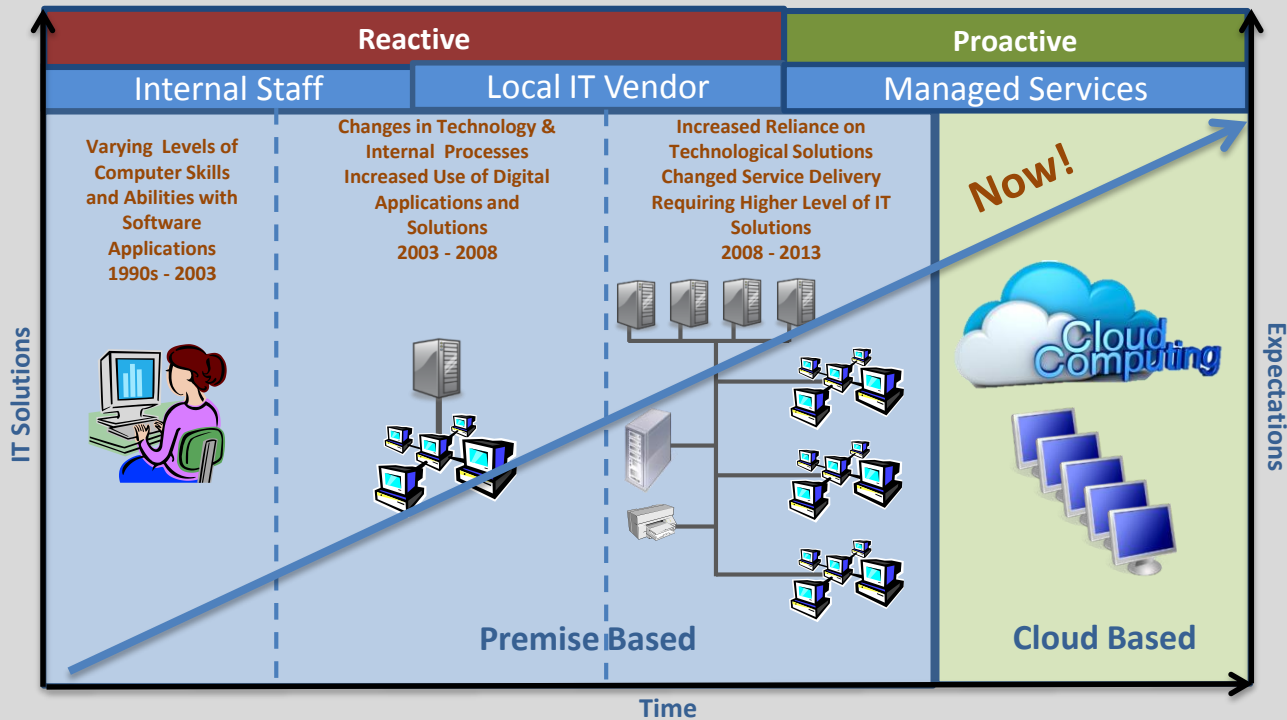 Reactive
Proactive
Internal Staff
Local IT Vendor
Managed Services
Varying Levels of
Computer Skills
and Abilities with
Software
Applications
1990s - 2003
Changes in Technology &
Internal Processes
Increased Use of Digital
Applications and
Solutions
2003 - 2008
Increased Reliance on
Technological Solutions
Changed Service Delivery
Requiring Higher Level of IT
Solutions
2008 - 2013
Now!
Cloud
Computing
IT Solutions
Expectations
Premise Based
Cloud Based
Time